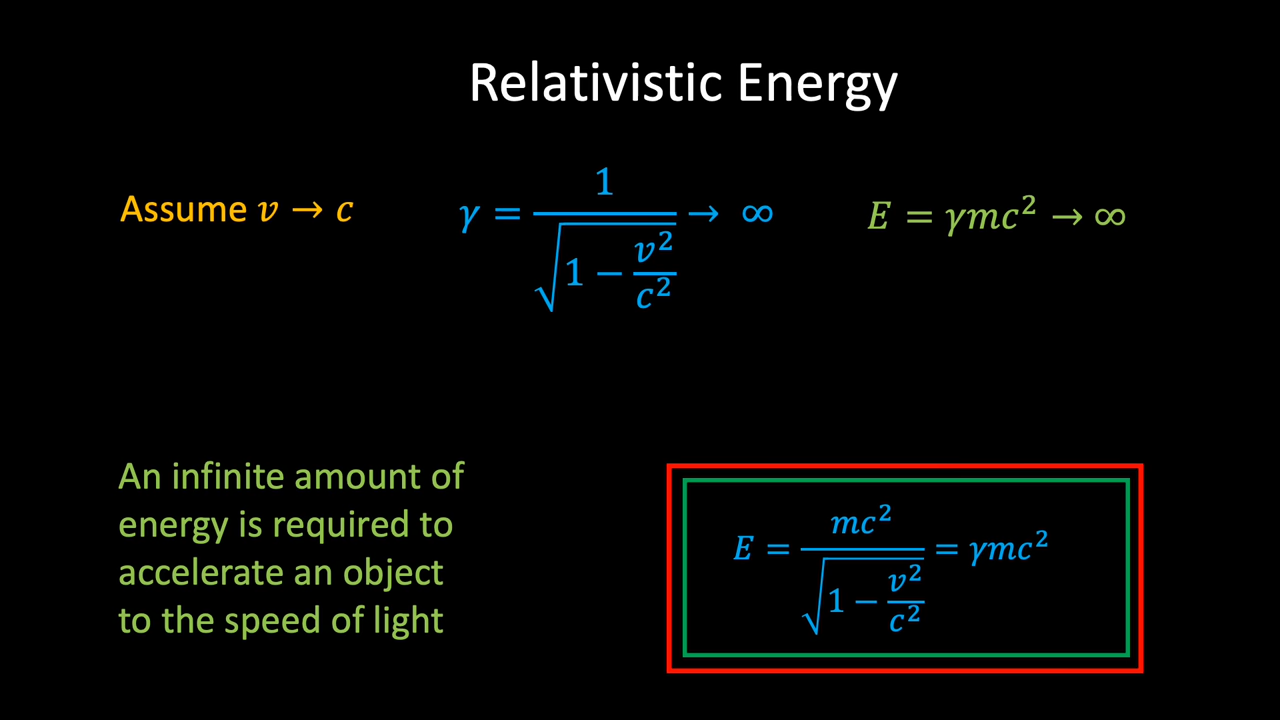 Relativistic Energy
Assume v → c
γ = 1/√(1 − v²/c²) → ∞
E = γmc² → ∞
An infinite amount of
energy is required to
accelerate an object
to the speed of light
E = mc²/√(1 − v²/c²) = γmc²